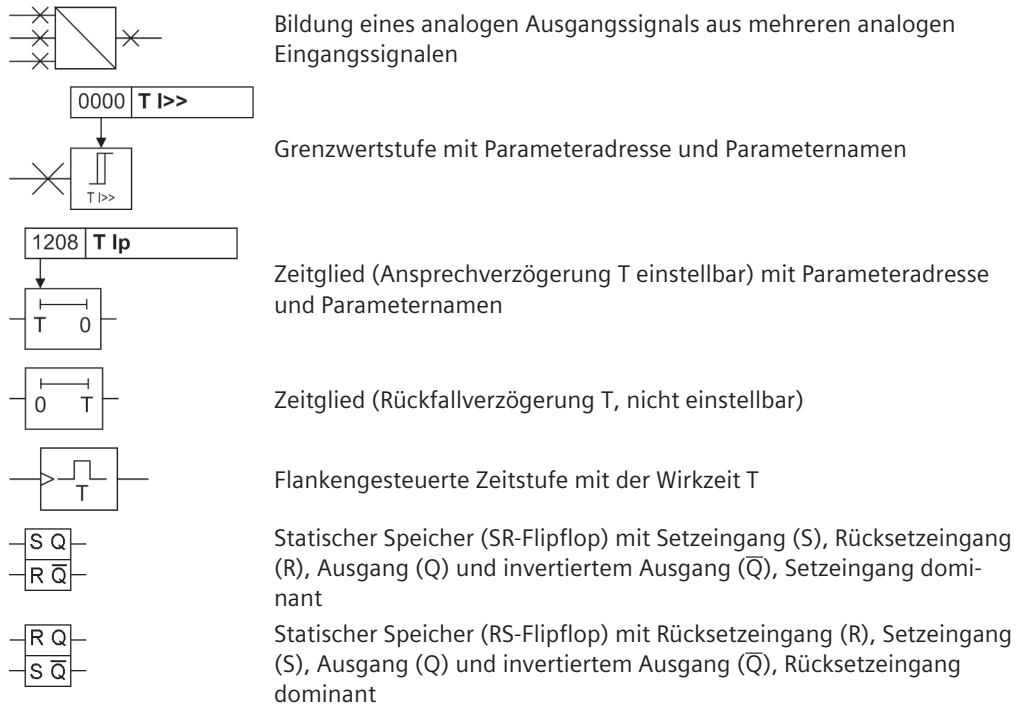 Bildung eines analogen Ausgangssignals aus mehreren analogen
Eingangssignalen
0000 T I>>
Grenzwertstufe mit Parameteradresse und Parameternamen
T I>>
1208 T Ip
Zeitglied (Ansprechverzögerung T einstellbar) mit Parameteradresse
und Parameternamen
T 0
0 T
Zeitglied (Rückfallverzögerung T, nicht einstellbar)
Flankengesteuerte Zeitstufe mit der Wirkzeit T
T
S Q
R Q̅
Statischer Speicher (SR-Flipflop) mit Setzeingang (S), Rücksetzeingang
(R), Ausgang (Q) und invertiertem Ausgang (Q̅), Setzeingang domi-
nant
R Q
S Q̅
Statischer Speicher (RS-Flipflop) mit Rücksetzeingang (R), Setzeingang
(S), Ausgang (Q) und invertiertem Ausgang (Q̅), Rücksetzeingang
dominant